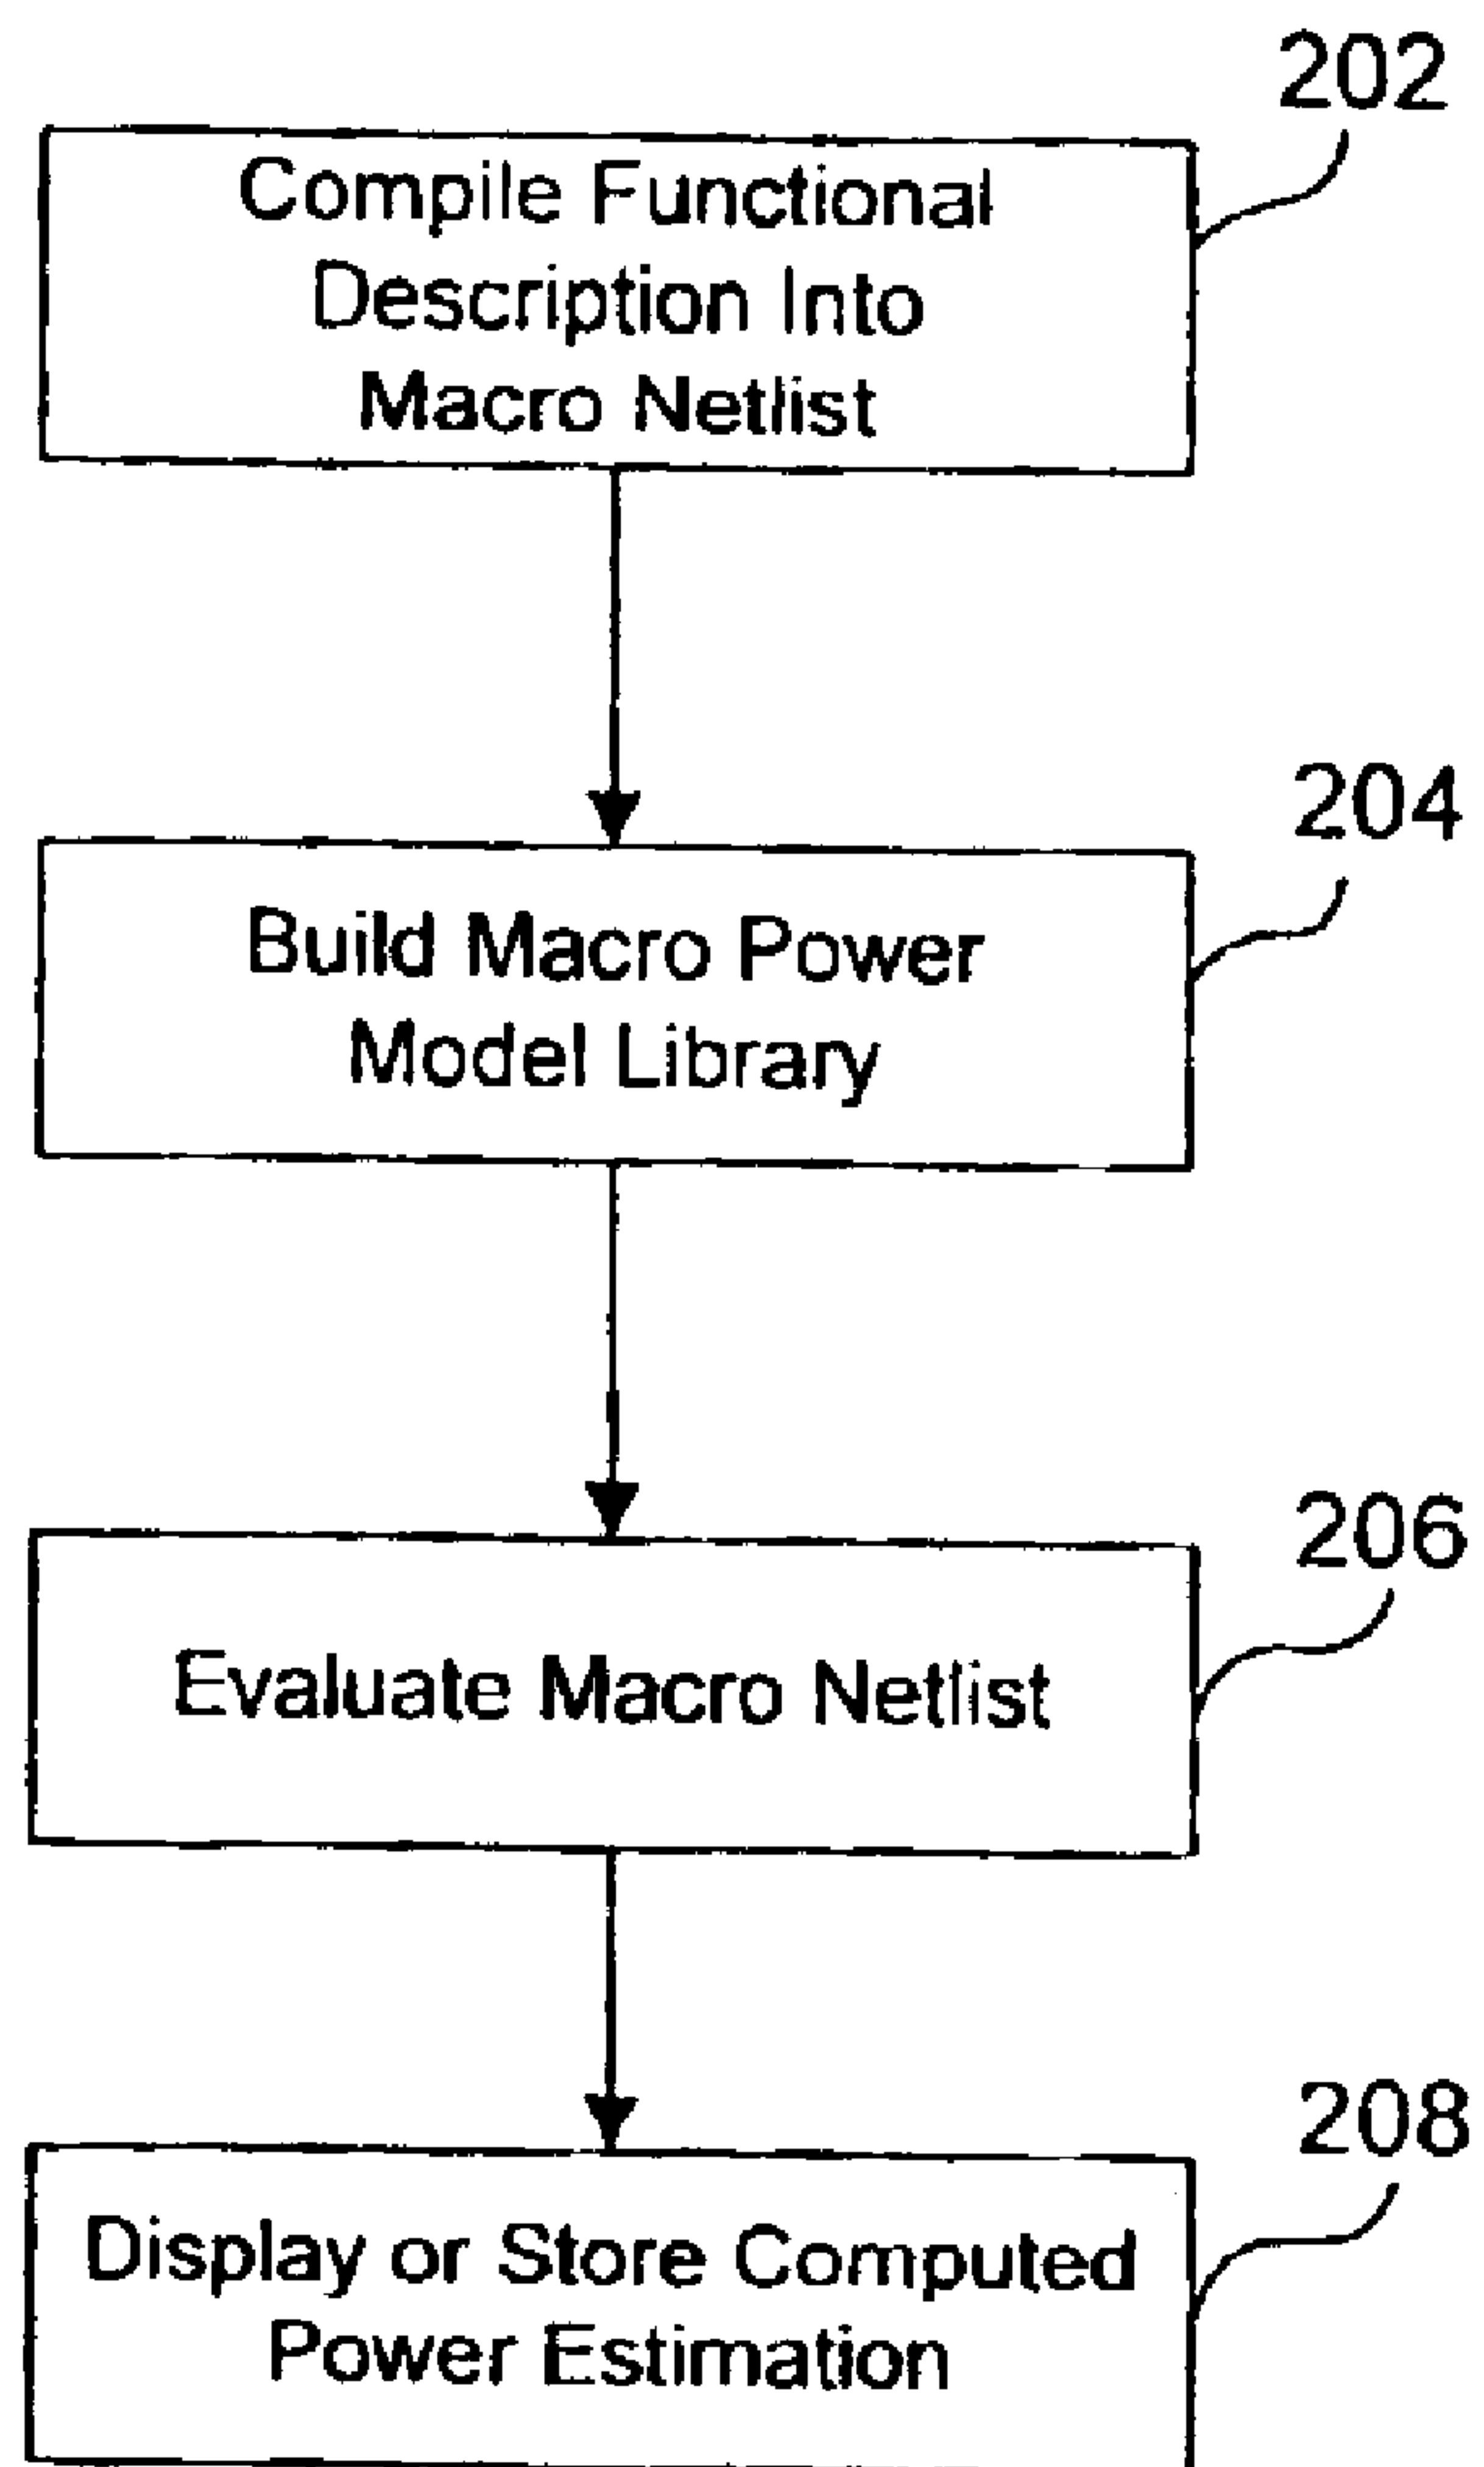 202
Compile Functional
Description Into
Macro Netlist
204
Build Macro Power
Model Library
206
Evaluate Macro Netlist
208
Display or Store Computed
Power Estimation